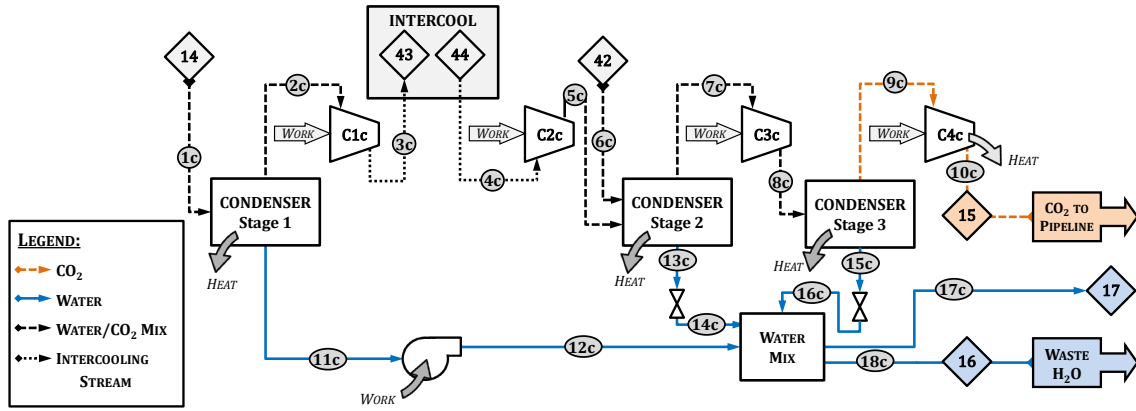 INTERCOOL
14
43
44
42
2c
5c
7c
9c
WORK
C1c
WORK
C2c
WORK
C3c
WORK
C4c
1c
3c
4c
6c
8c
10c
HEAT
CONDENSER
Stage 1
CONDENSER
Stage 2
CONDENSER
Stage 3
15
CO₂ TO
PIPELINE
HEAT
HEAT
HEAT
LEGEND:
CO₂
WATER
WATER/CO₂ MIX
INTERCOOLING
STREAM
13c
15c
16c
17c
17
14c
11c
12c
WATER
MIX
18c
16
WASTE
H₂O
WORK